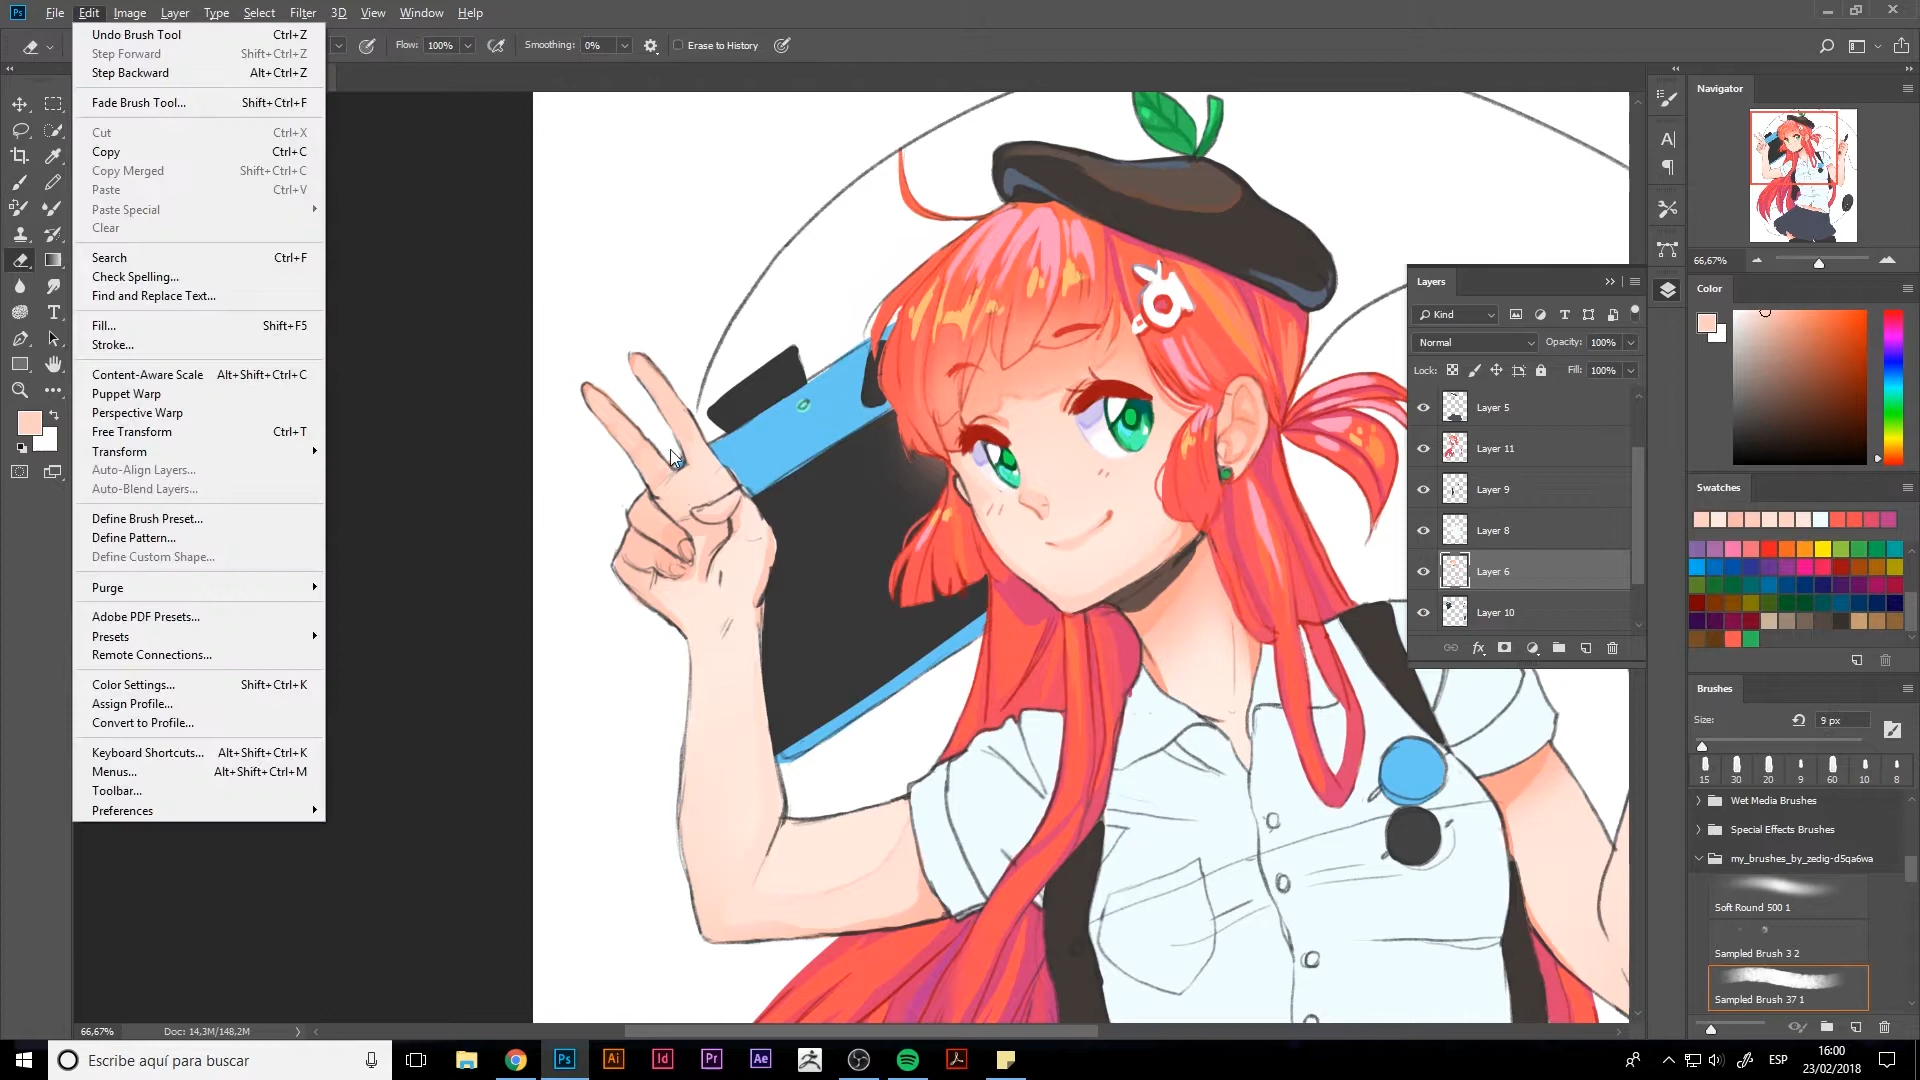 Ps File Edit Image Layer Type Select Filter 3D View Window Help
Flow: 100% Smoothing: 0% Erase to History
Undo Brush Tool Ctrl+Z
Step Forward Shift+Ctrl+Z
Step Backward Alt+Ctrl+Z
Fade Brush Tool... Shift+Ctrl+F
Cut Ctrl+X
Copy Ctrl+C
Copy Merged Shift+Ctrl+C
Paste Ctrl+V
Paste Special
Clear
Search Ctrl+F
Check Spelling...
Find and Replace Text...
Fill... Shift+F5
Stroke...
Content-Aware Scale Alt+Shift+Ctrl+C
Puppet Warp
Perspective Warp
Free Transform Ctrl+T
Transform
Auto-Align Layers...
Auto-Blend Layers...
Define Brush Preset...
Define Pattern...
Define Custom Shape...
Purge
Adobe PDF Presets...
Presets
Remote Connections...
Color Settings... Shift+Ctrl+K
Assign Profile...
Convert to Profile...
Keyboard Shortcuts... Alt+Shift+Ctrl+K
Menus... Alt+Shift+Ctrl+M
Toolbar...
Preferences
Layers
Kind
Normal Opacity: 100%
Lock: Fill: 100%
Layer 5
Layer 11
Layer 9
Layer 8
Layer 6
Layer 10
fx
Navigator
66,67%
Color
Swatches
Brushes
Size: 9 px
15 30 20 9 60 10 8
Wet Media Brushes
Special Effects Brushes
my_brushes_by_zedig-d5qa6wa
Soft Round 500 1
Sampled Brush 3 2
Sampled Brush 37 1
66,67% Doc: 14,3M/148,2M
Escribe aquí para buscar
Ps Ai Id Pr Ae
ESP
16:00
23/02/2018